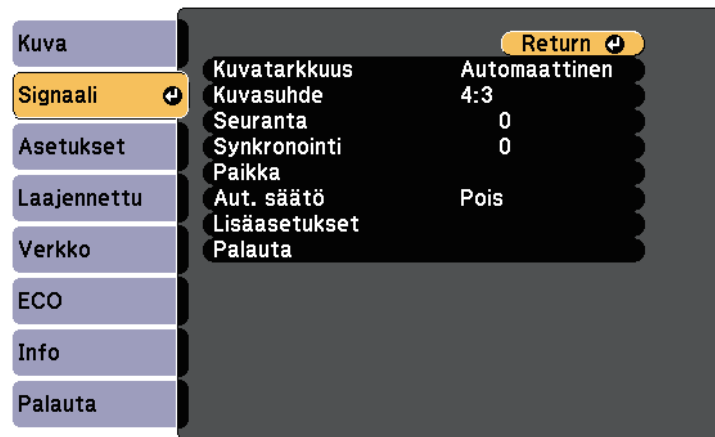 Kuva
Signaali
Asetukset
Laajennettu
Verkko
ECO
Info
Palauta
Return
Kuvatarkkuus Automaattinen
Kuvasuhde 4:3
Seuranta 0
Synkronointi 0
Paikka
Aut. säätö Pois
Lisäasetukset
Palauta